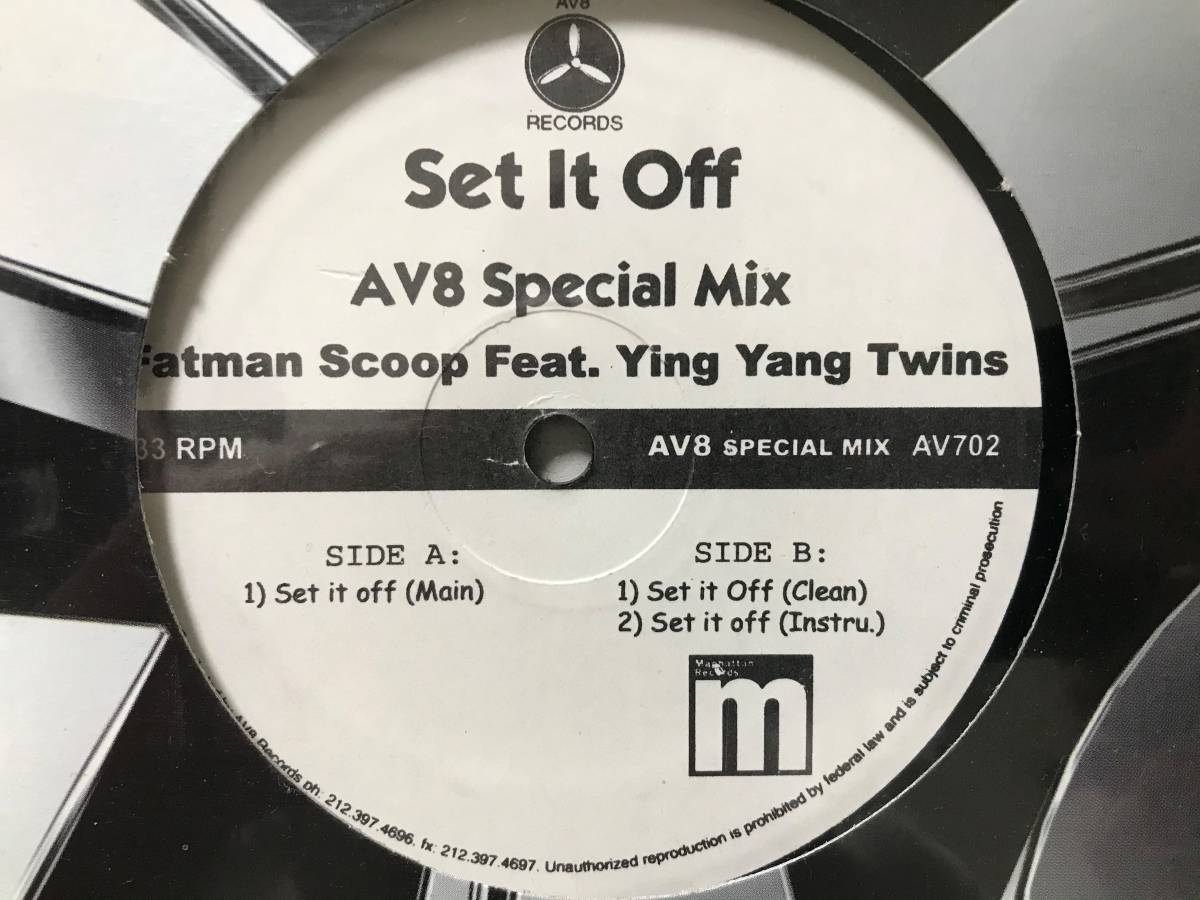 AV8
RECORDS
Set It Off
AV8 Special Mix
Fatman Scoop Feat. Ying Yang Twins
33 RPM
AV8 SPECIAL MIX AV702
SIDE A:
1) Set it off (Main)
SIDE B:
1) Set it Off (Clean)
2) Set it off (Instru.)
Manhattan
Records
m
AV8 Records ph: 212.397.4696. fx: 212.397.4697. Unauthorized reproduction is prohibited by federal law and is subject to criminal prosecution